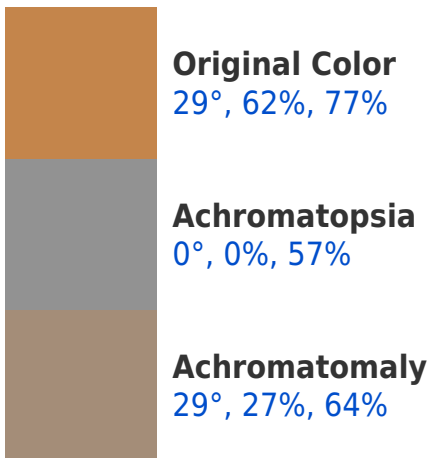 Original Color
29°, 62%, 77%
Achromatopsia
0°, 0%, 57%
Achromatomaly
29°, 27%, 64%